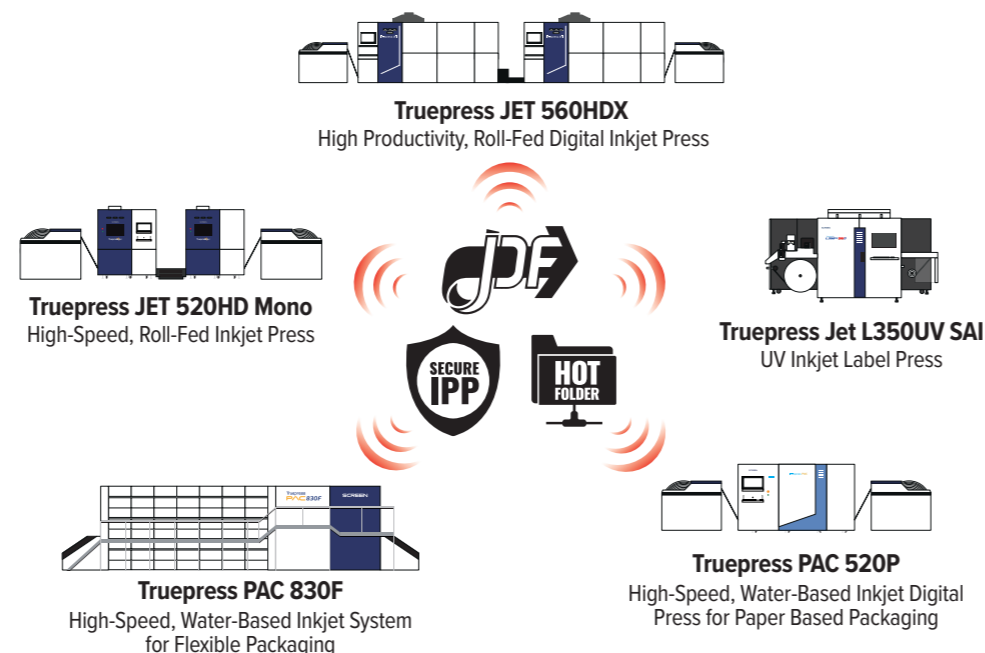 Truepress JET 560HDX
High Productivity, Roll-Fed Digital Inkjet Press
JDF
Truepress JET 520HD Mono
High-Speed, Roll-Fed Inkjet Press
Truepress Jet L350UV SAI
UV Inkjet Label Press
SECURE
IPP
HOT
FOLDER
Truepress
PAC830F
SCREEN
Truepress PAC 830F
High-Speed, Water-Based Inkjet System
for Flexible Packaging
Truepress PAC 520P
High-Speed, Water-Based Inkjet Digital
Press for Paper Based Packaging